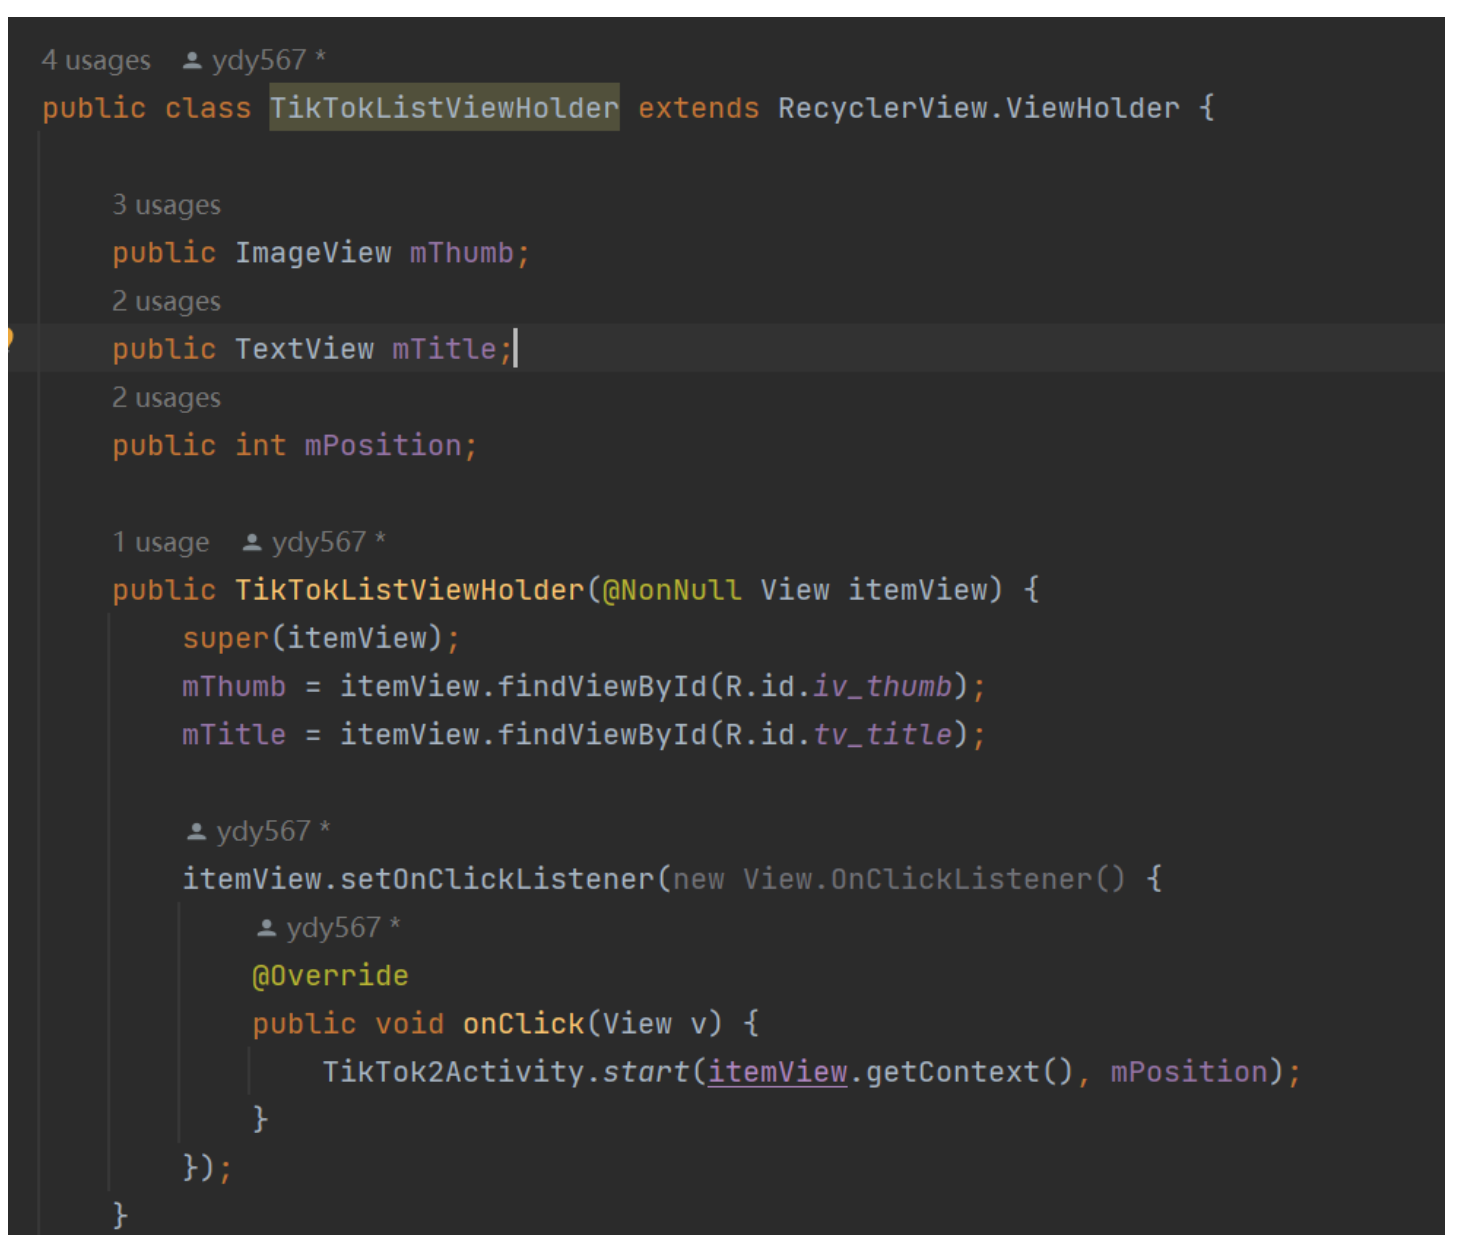 4 usages ydy567 *
public class TikTokListViewHolder extends RecyclerView.ViewHolder {
3 usages
public ImageView mThumb;
2 usages
public TextView mTitle;
2 usages
public int mPosition;
1 usage ydy567 *
public TikTokListViewHolder(@NonNull View itemView) {
super(itemView);
mThumb = itemView.findViewById(R.id.iv_thumb);
mTitle = itemView.findViewById(R.id.tv_title);
ydy567 *
itemView.setOnClickListener(new View.OnClickListener() {
ydy567 *
@Override
public void onClick(View v) {
TikTok2Activity.start(itemView.getContext(), mPosition);
}
});
}